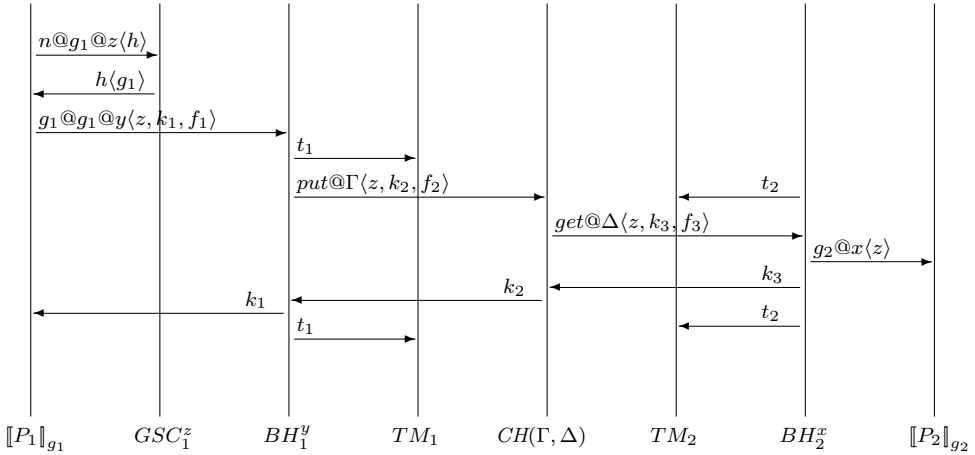 n@g₁@z⟨h⟩
h⟨g₁⟩
g₁@g₁@y⟨z, k₁, f₁⟩
t₁
put@Γ⟨z, k₂, f₂⟩ t₂
get@Δ⟨z, k₃, f₃⟩
g₂@x⟨z⟩
k₃
k₂
k₁
t₂
t₁
⟦P₁⟧g₁ GSC₁ᶻ BH₁ʸ TM₁ CH(Γ, Δ) TM₂ BH₂ˣ ⟦P₂⟧g₂